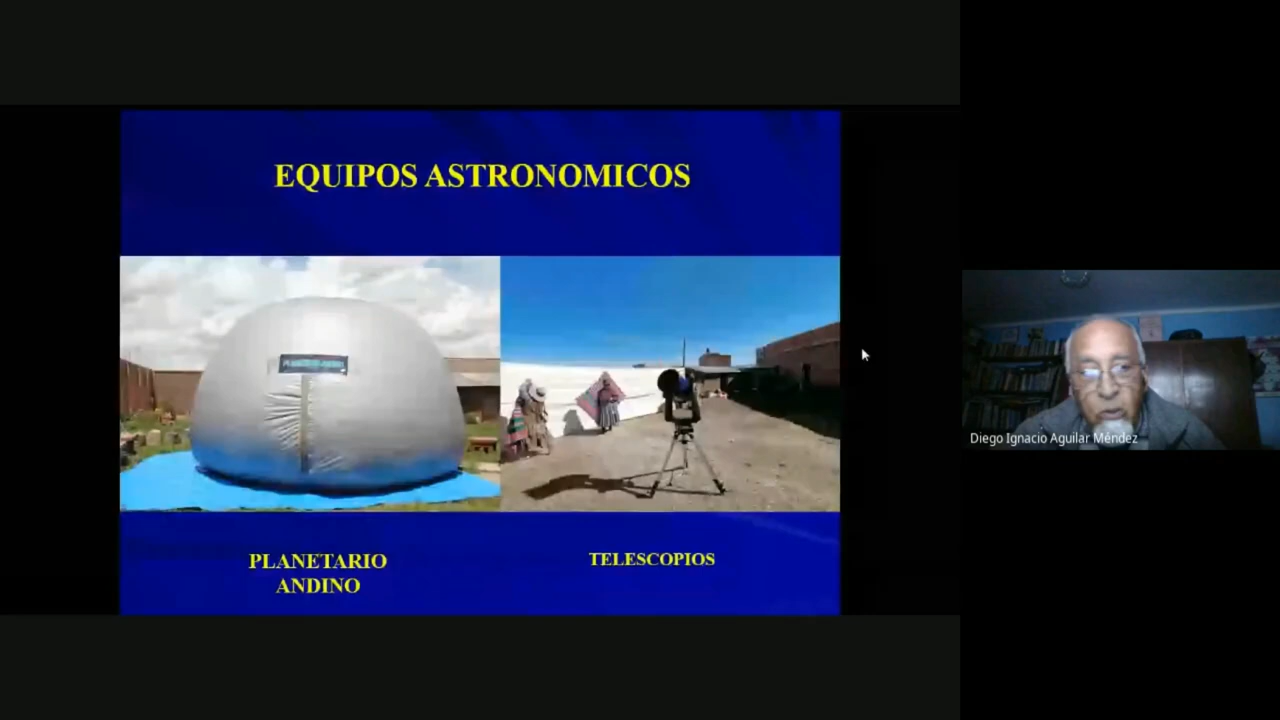 EQUIPOS ASTRONOMICOS
PLANETARIO
ANDINO
TELESCOPIOS
Diego Ignacio Aguilar Méndez